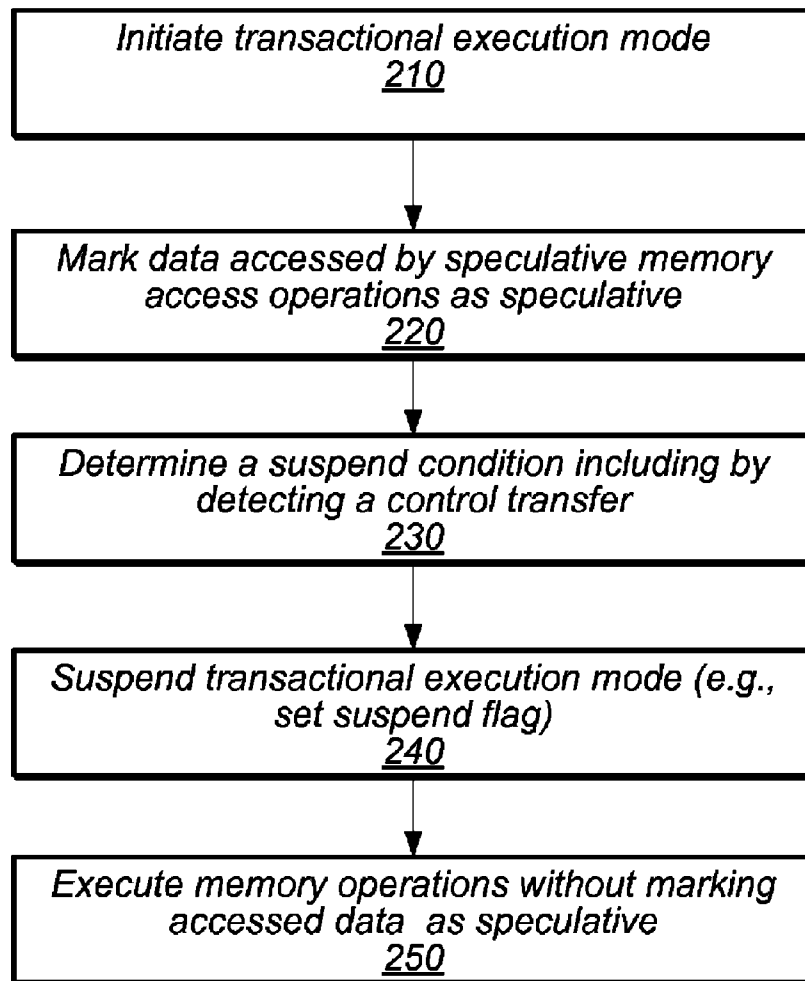 Initiate transactional execution mode
210
Mark data accessed by speculative memory
access operations as speculative
220
Determine a suspend condition including by
detecting a control transfer
230
Suspend transactional execution mode (e.g.,
set suspend flag)
240
Execute memory operations without marking
accessed data as speculative
250